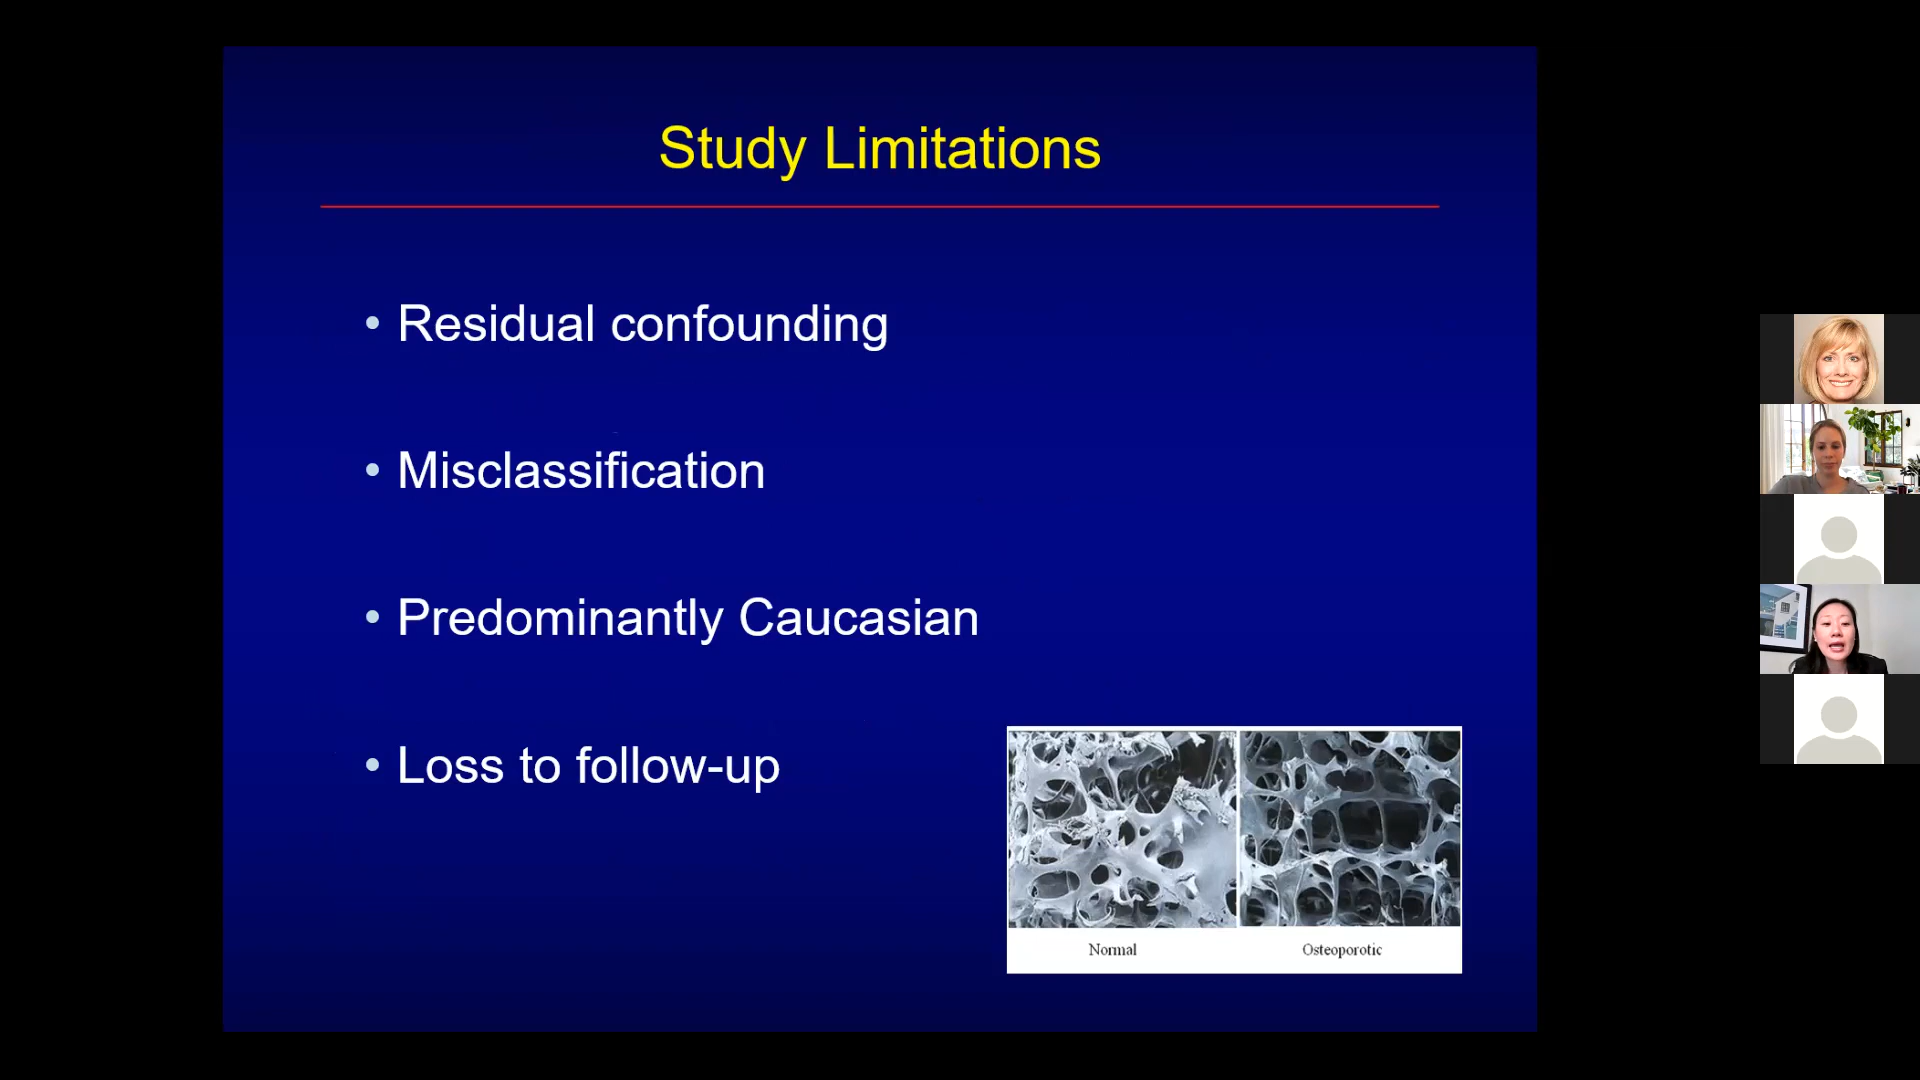 Study Limitations
• Residual confounding
• Misclassification
• Predominantly Caucasian
• Loss to follow-up
Normal
Osteoporotic